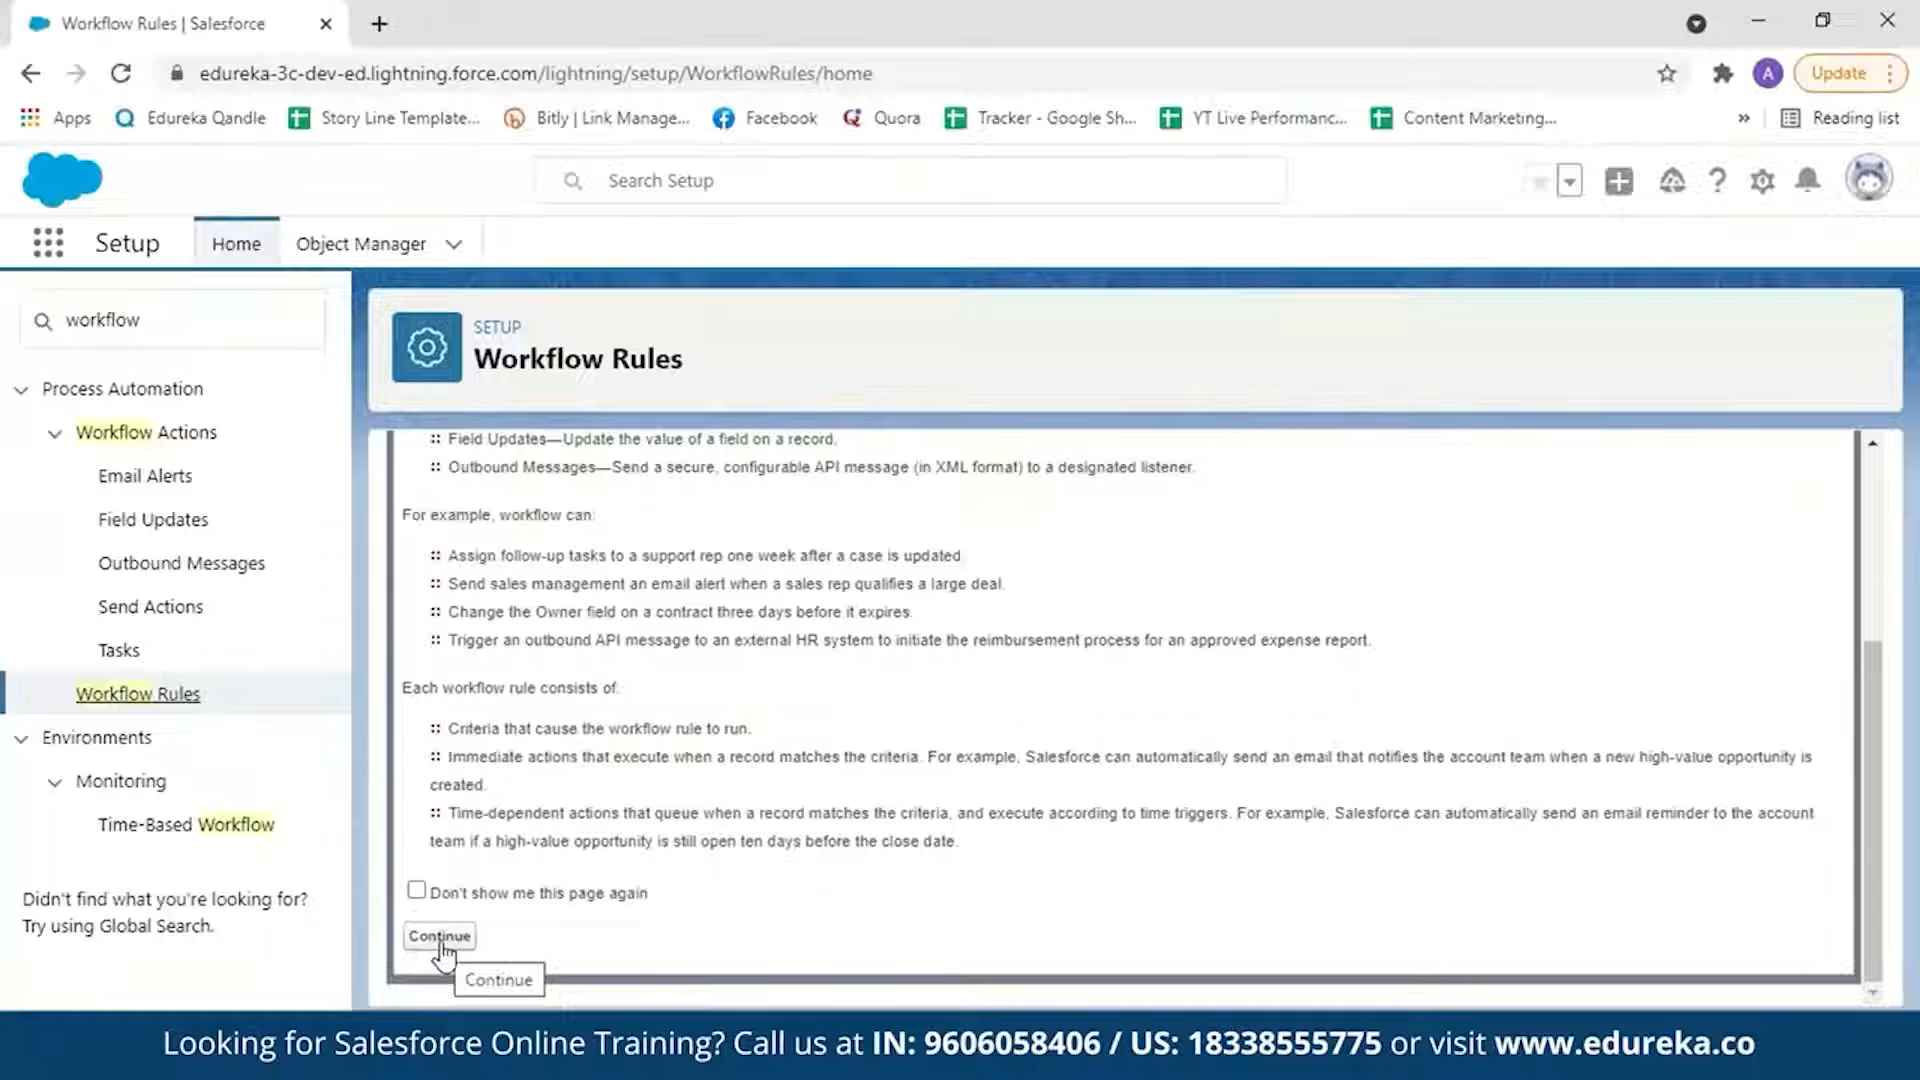 Workflow Rules | Salesforce
edureka-3c-dev-ed.lightning.force.com/lightning/setup/WorkflowRules/home
A
Update
Apps
Edureka Qandle
Story Line Template...
Bitly | Link Manage...
Facebook
Quora
Tracker - Google Sh...
YT Live Performanc...
Content Marketing...
»
Reading list
Search Setup
Setup
Home
Object Manager
workflow
Process Automation
Workflow Actions
Email Alerts
Field Updates
Outbound Messages
Send Actions
Tasks
Workflow Rules
Environments
Monitoring
Time-Based Workflow
Didn't find what you're looking for?
Try using Global Search.
SETUP
Workflow Rules
Field Updates—Update the value of a field on a record.
Outbound Messages—Send a secure, configurable API message (in XML format) to a designated listener.
For example, workflow can:
Assign follow-up tasks to a support rep one week after a case is updated.
Send sales management an email alert when a sales rep qualifies a large deal.
Change the Owner field on a contract three days before it expires.
Trigger an outbound API message to an external HR system to initiate the reimbursement process for an approved expense report.
Each workflow rule consists of:
Criteria that cause the workflow rule to run.
Immediate actions that execute when a record matches the criteria. For example, Salesforce can automatically send an email that notifies the account team when a new high-value opportunity is
created.
Time-dependent actions that queue when a record matches the criteria, and execute according to time triggers. For example, Salesforce can automatically send an email reminder to the account
team if a high-value opportunity is still open ten days before the close date.
Don't show me this page again
Continue
Continue
Looking for Salesforce Online Training? Call us at IN: 9606058406 / US: 18338555775 or visit www.edureka.co